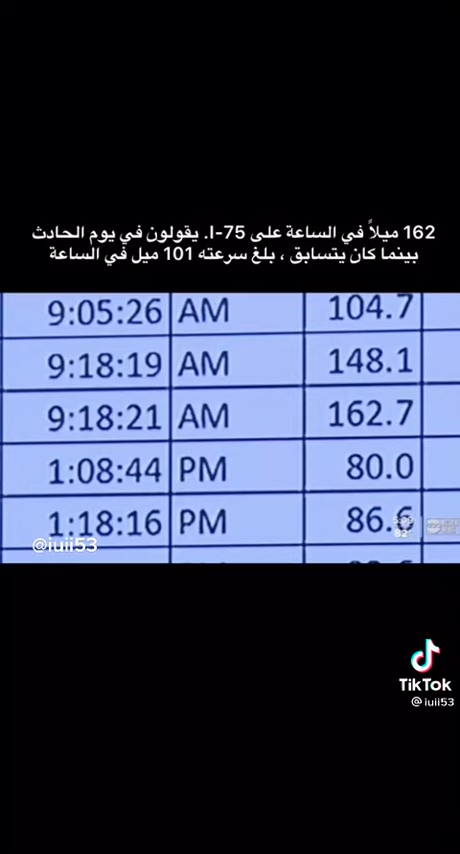 162 ميلاً في الساعة على I-75. يقولون في يوم الحادث
بينما كان يتسابق ، بلغ سرعته 101 ميل في الساعة
9:05:26 AM 104.7
9:18:19 AM 148.1
9:18:21 AM 162.7
1:08:44 PM 80.0
1:18:16 PM 86.6
@iuii53
TikTok
@iuii53